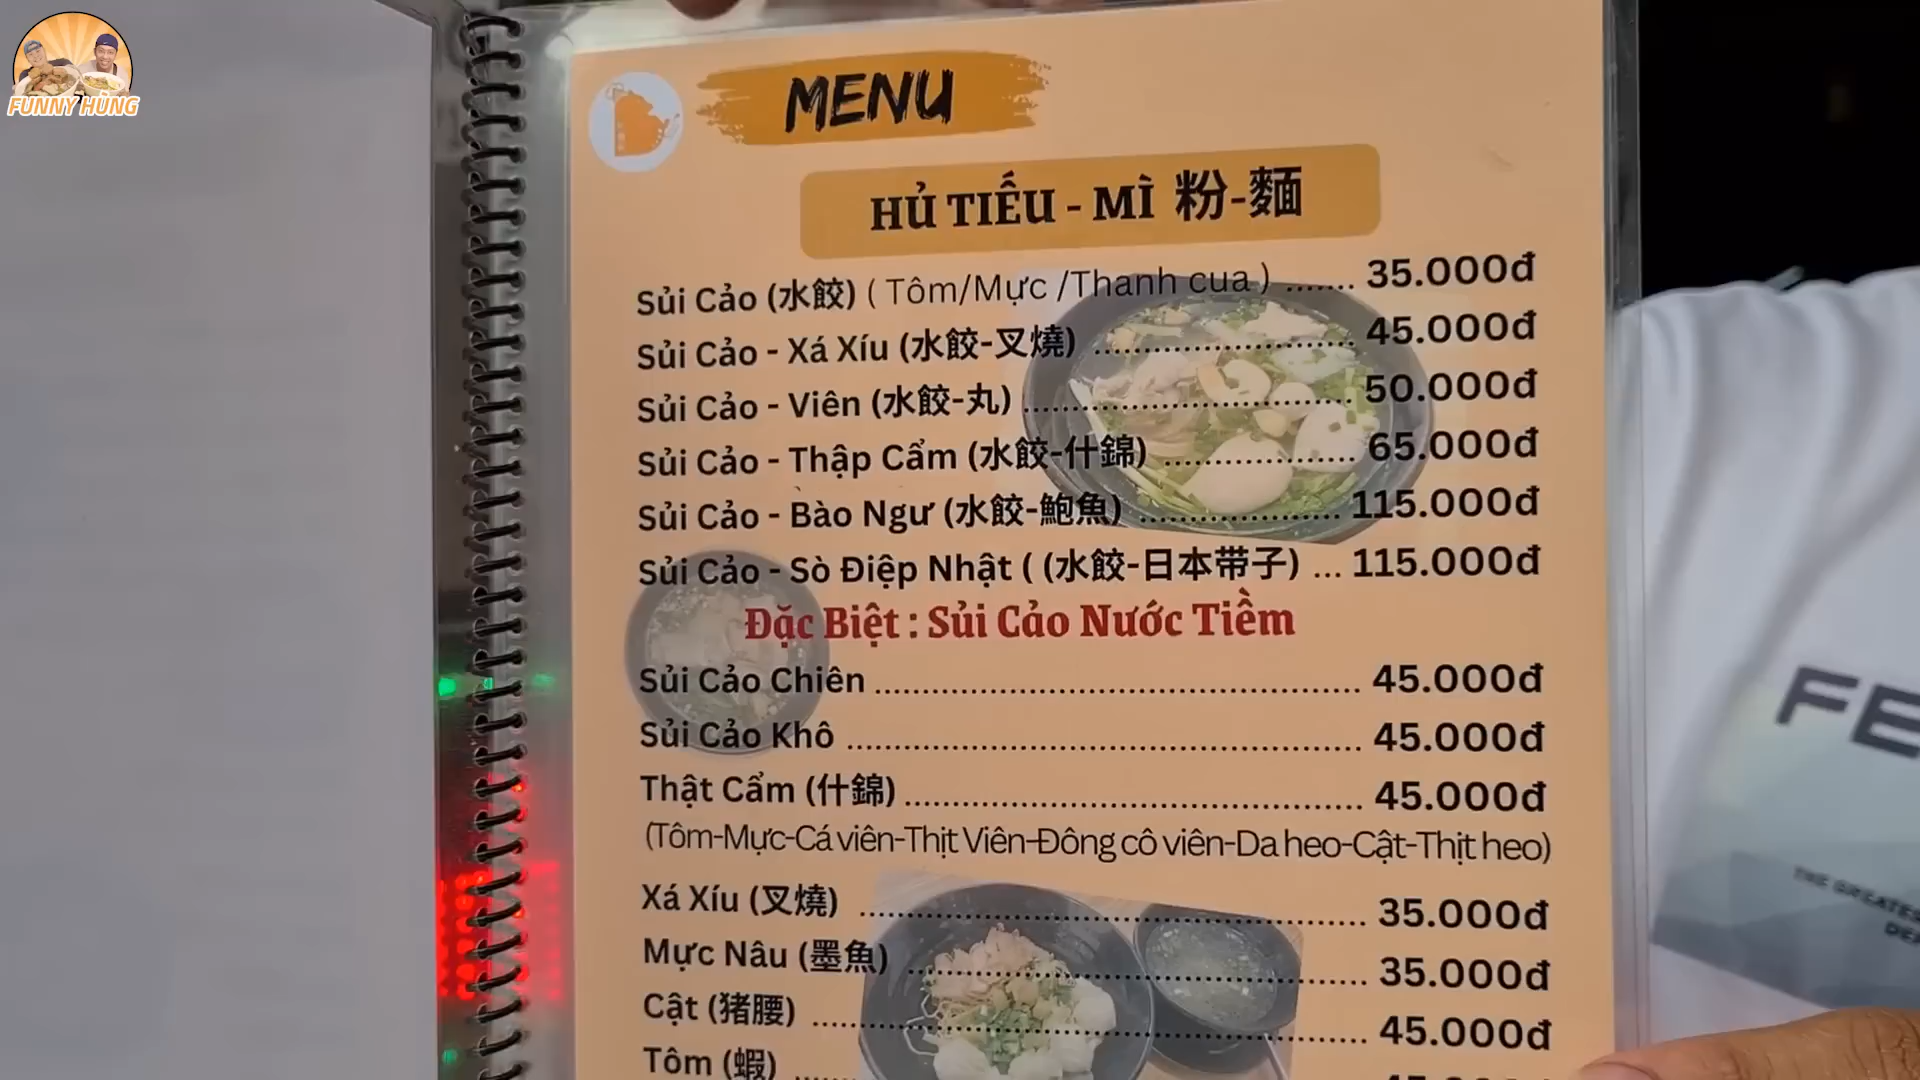 FUNNY HÙNG
MENU
HỦ TIẾU - MÌ 粉-麵
Sủi Cảo (水餃) ( Tôm/Mực /Thanh cua ) ....... 35.000đ
Sủi Cảo - Xá Xíu (水餃-叉燒) ........................... 45.000đ
Sủi Cảo - Viên (水餃-丸) .................................. 50.000đ
Sủi Cảo - Thập Cẩm (水餃-什錦) .................... 65.000đ
Sủi Cảo - Bào Ngư (水餃-鮑魚) ..................... 115.000đ
Sủi Cảo - Sò Điệp Nhật ( (水餃-日本带子) ... 115.000đ
Đặc Biệt : Sủi Cảo Nước Tiềm
Sủi Cảo Chiên .................................................... 45.000đ
Sủi Cảo Khô ....................................................... 45.000đ
Thật Cẩm (什錦) ................................................. 45.000đ
(Tôm-Mực-Cá viên-Thịt Viên-Đông cô viên-Da heo-Cật-Thịt heo)
Xá Xíu (叉燒) ...................................................... 35.000đ
Mực Nâu (墨魚) ................................................. 35.000đ
Cật (猪腰) ........................................................... 45.000đ
Tôm (蝦)
FE
THE GREATES